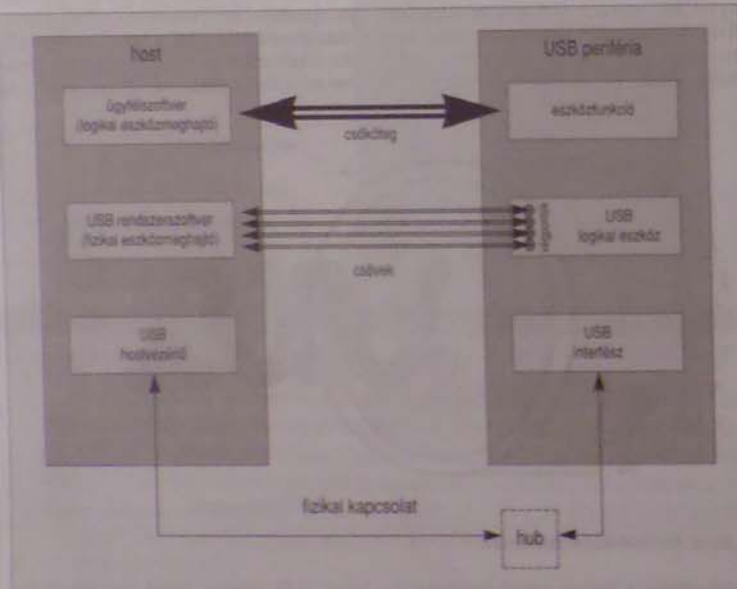 host
USB periféria
ügyfélszoftver
(logikai eszközmeghajtó)
eszközfunkció
csőköteg
USB rendszerszoftver
(fizikai eszközmeghajtó)
végpontok
USB
logikai eszköz
csövek
USB
hostvezérlő
USB
interfész
fizikai kapcsolat
hub